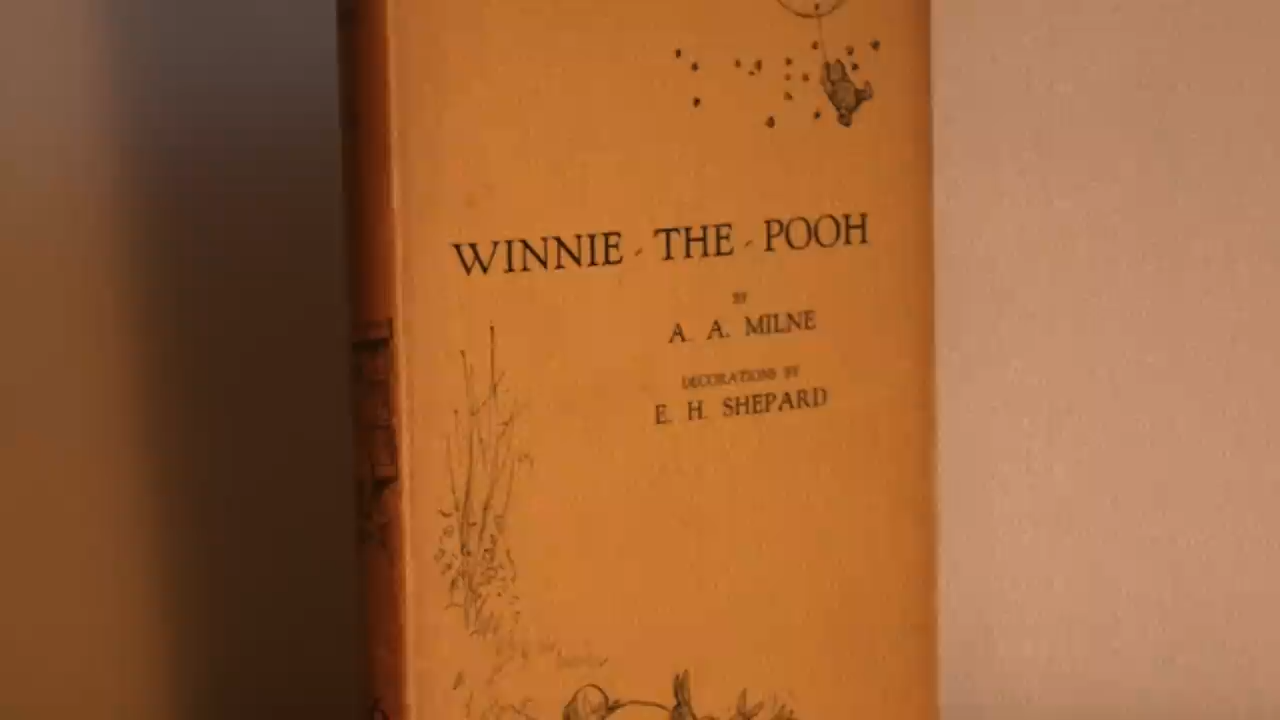 WINNIE-THE-POOH
BY
A. A. MILNE
DECORATIONS BY
E. H. SHEPARD